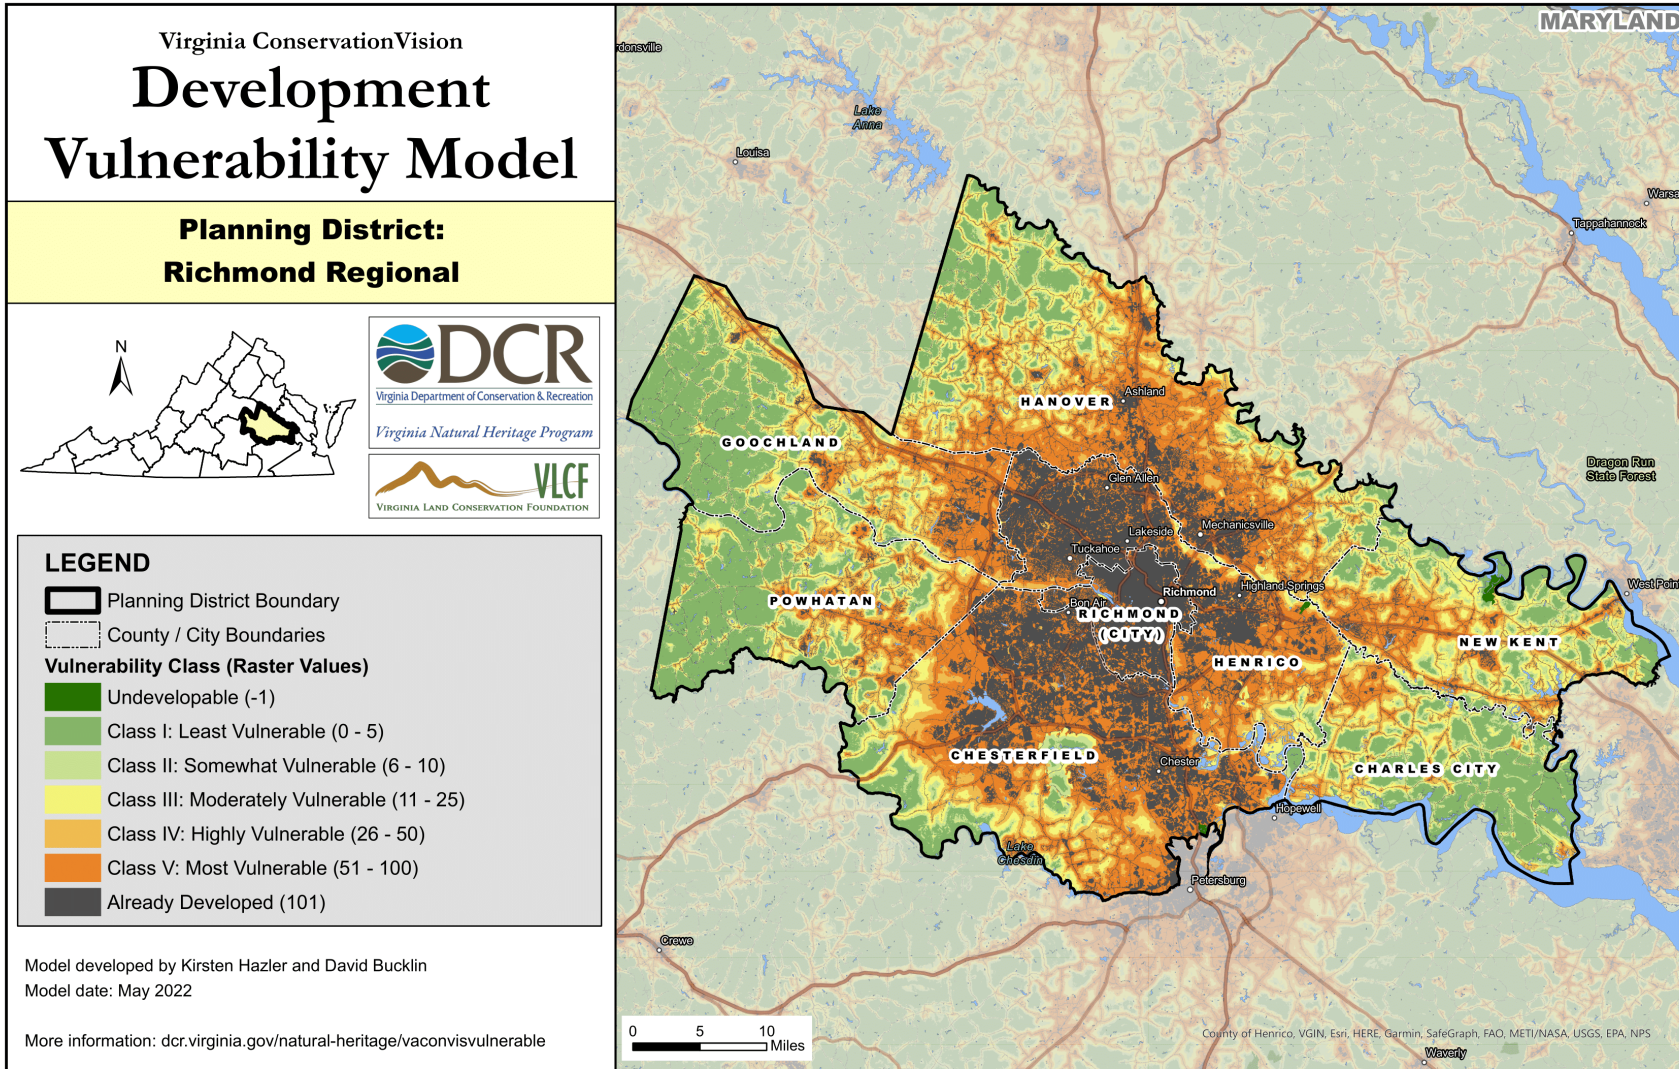 Virginia ConservationVision
Development
Vulnerability Model
Planning District:
Richmond Regional
N
DCR
Virginia Department of Conservation & Recreation
Virginia Natural Heritage Program
VLCF
VIRGINIA LAND CONSERVATION FOUNDATION
LEGEND
Planning District Boundary
County / City Boundaries
Vulnerability Class (Raster Values)
Undevelopable (-1)
Class I: Least Vulnerable (0 - 5)
Class II: Somewhat Vulnerable (6 - 10)
Class III: Moderately Vulnerable (11 - 25)
Class IV: Highly Vulnerable (26 - 50)
Class V: Most Vulnerable (51 - 100)
Already Developed (101)
Model developed by Kirsten Hazler and David Bucklin
Model date: May 2022
More information: dcr.virginia.gov/natural-heritage/vaconvisvulnerable
MARYLAND
rdonsville
Lake
Anna
Louisa
Warsa
Tappahannock
Ashland
HANOVER
GOOCHLAND
Dragon Run
State Forest
Glen Allen
Mechanicsville
Lakeside
Tuckahoe
Highland Springs
West Poin
Richmond
Bon Air
POWHATAN
RICHMOND
(CITY)
NEW KENT
HENRICO
CHESTERFIELD
Chester
CHARLES CITY
Hopewell
Lake
Chesdin
Petersburg
Crewe
0 5 10
Miles
County of Henrico, VGIN, Esri, HERE, Garmin, SafeGraph, FAO, METI/NASA, USGS, EPA, NPS
Waverly